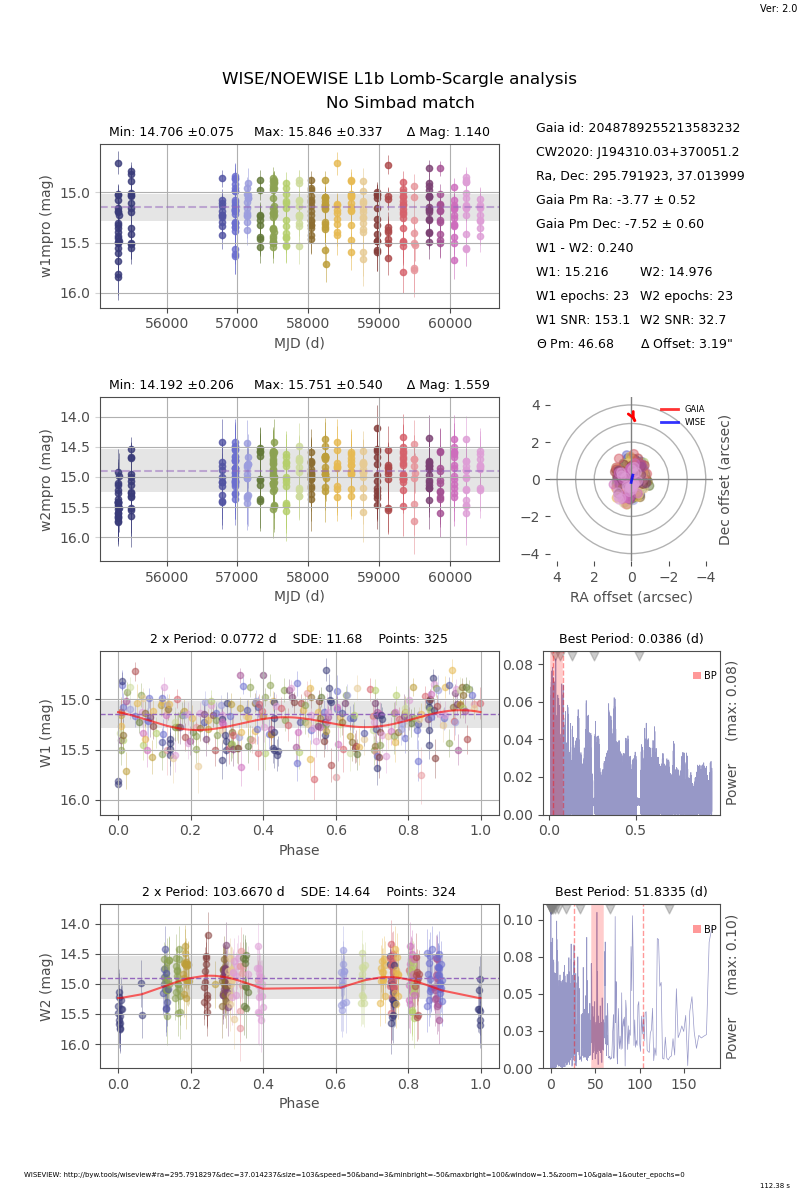 Ver: 2.0
WISE/NOEWISE L1b Lomb-Scargle analysis
No Simbad match
Min: 14.706 ±0.075 Max: 15.846 ±0.337 Δ Mag: 1.140
w1mpro (mag)
15.0
15.5
16.0
56000 57000 58000 59000 60000
MJD (d)
Gaia id: 2048789255213583232
CW2020: J194310.03+370051.2
Ra, Dec: 295.791923, 37.013999
Gaia Pm Ra: -3.77 ± 0.52
Gaia Pm Dec: -7.52 ± 0.60
W1 - W2: 0.240
W1: 15.216 W2: 14.976
W1 epochs: 23 W2 epochs: 23
W1 SNR: 153.1 W2 SNR: 32.7
Θ Pm: 46.68 Δ Offset: 3.19"
Min: 14.192 ±0.206 Max: 15.751 ±0.540 Δ Mag: 1.559
w2mpro (mag)
14.0
14.5
15.0
15.5
16.0
56000 57000 58000 59000 60000
MJD (d)
GAIA
WISE
4
2
0
−2
−4
4 2 0 −2 −4
RA offset (arcsec)
Dec offset (arcsec)
2 x Period: 0.0772 d SDE: 11.68 Points: 325
W1 (mag)
15.0
15.5
16.0
0.0 0.2 0.4 0.6 0.8 1.0
Phase
Best Period: 0.0386 (d)
BP
0.08
0.06
0.04
0.02
0.00
0.0 0.5
Power (max: 0.08)
2 x Period: 103.6670 d SDE: 14.64 Points: 324
W2 (mag)
14.0
14.5
15.0
15.5
16.0
0.0 0.2 0.4 0.6 0.8 1.0
Phase
Best Period: 51.8335 (d)
BP
0.10
0.08
0.05
0.03
0.00
0 50 100 150
Power (max: 0.10)
WISEVIEW: http://byw.tools/wiseview#ra=295.7918297&dec=37.014237&size=103&speed=50&band=3&minbright=-50&maxbright=100&window=1.5&zoom=10&gaia=1&outer_epochs=0
112.38 s